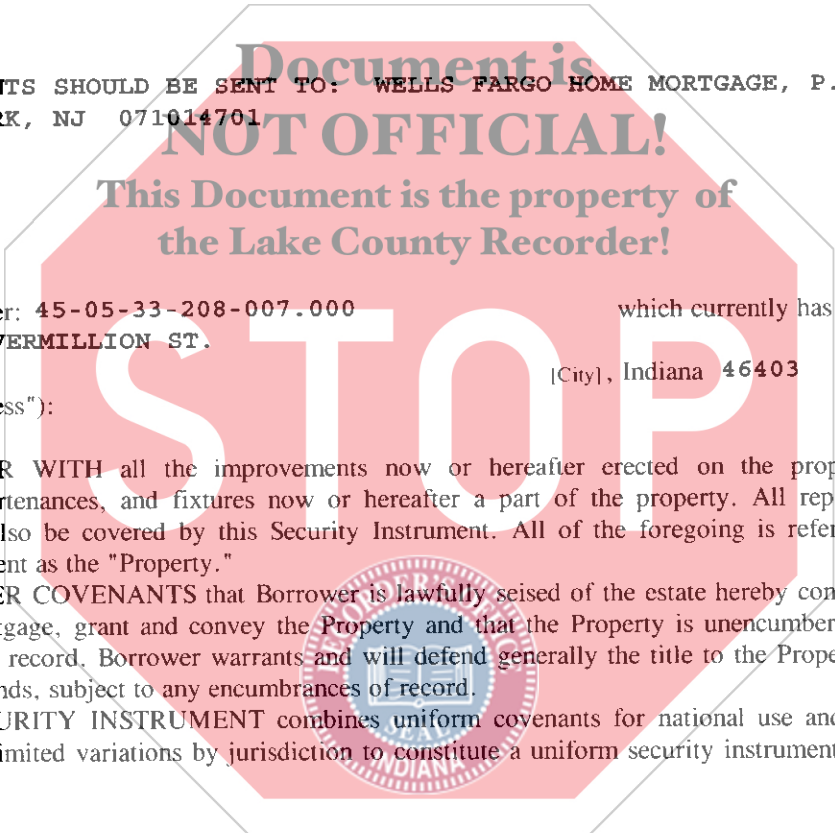 Document is
NTS SHOULD BE SENT TO: WELLS FARGO HOME MORTGAGE, P.
RK, NJ 071014701
NOT OFFICIAL!
This Document is the property of
the Lake County Recorder!
er: 45-05-33-208-007.000 which currently has
VERMILLION ST.
[City], Indiana 46403
ess"):
STOP
R WITH all the improvements now or hereafter erected on the prop
rtenances, and fixtures now or hereafter a part of the property. All rep
lso be covered by this Security Instrument. All of the foregoing is refer
ent as the "Property."
ER COVENANTS that Borrower is lawfully seised of the estate hereby con
tgage, grant and convey the Property and that the Property is unencumber
record. Borrower warrants and will defend generally the title to the Prope
nds, subject to any encumbrances of record.
URITY INSTRUMENT combines uniform covenants for national use and
imited variations by jurisdiction to constitute a uniform security instrument
SEAL
INDIANA